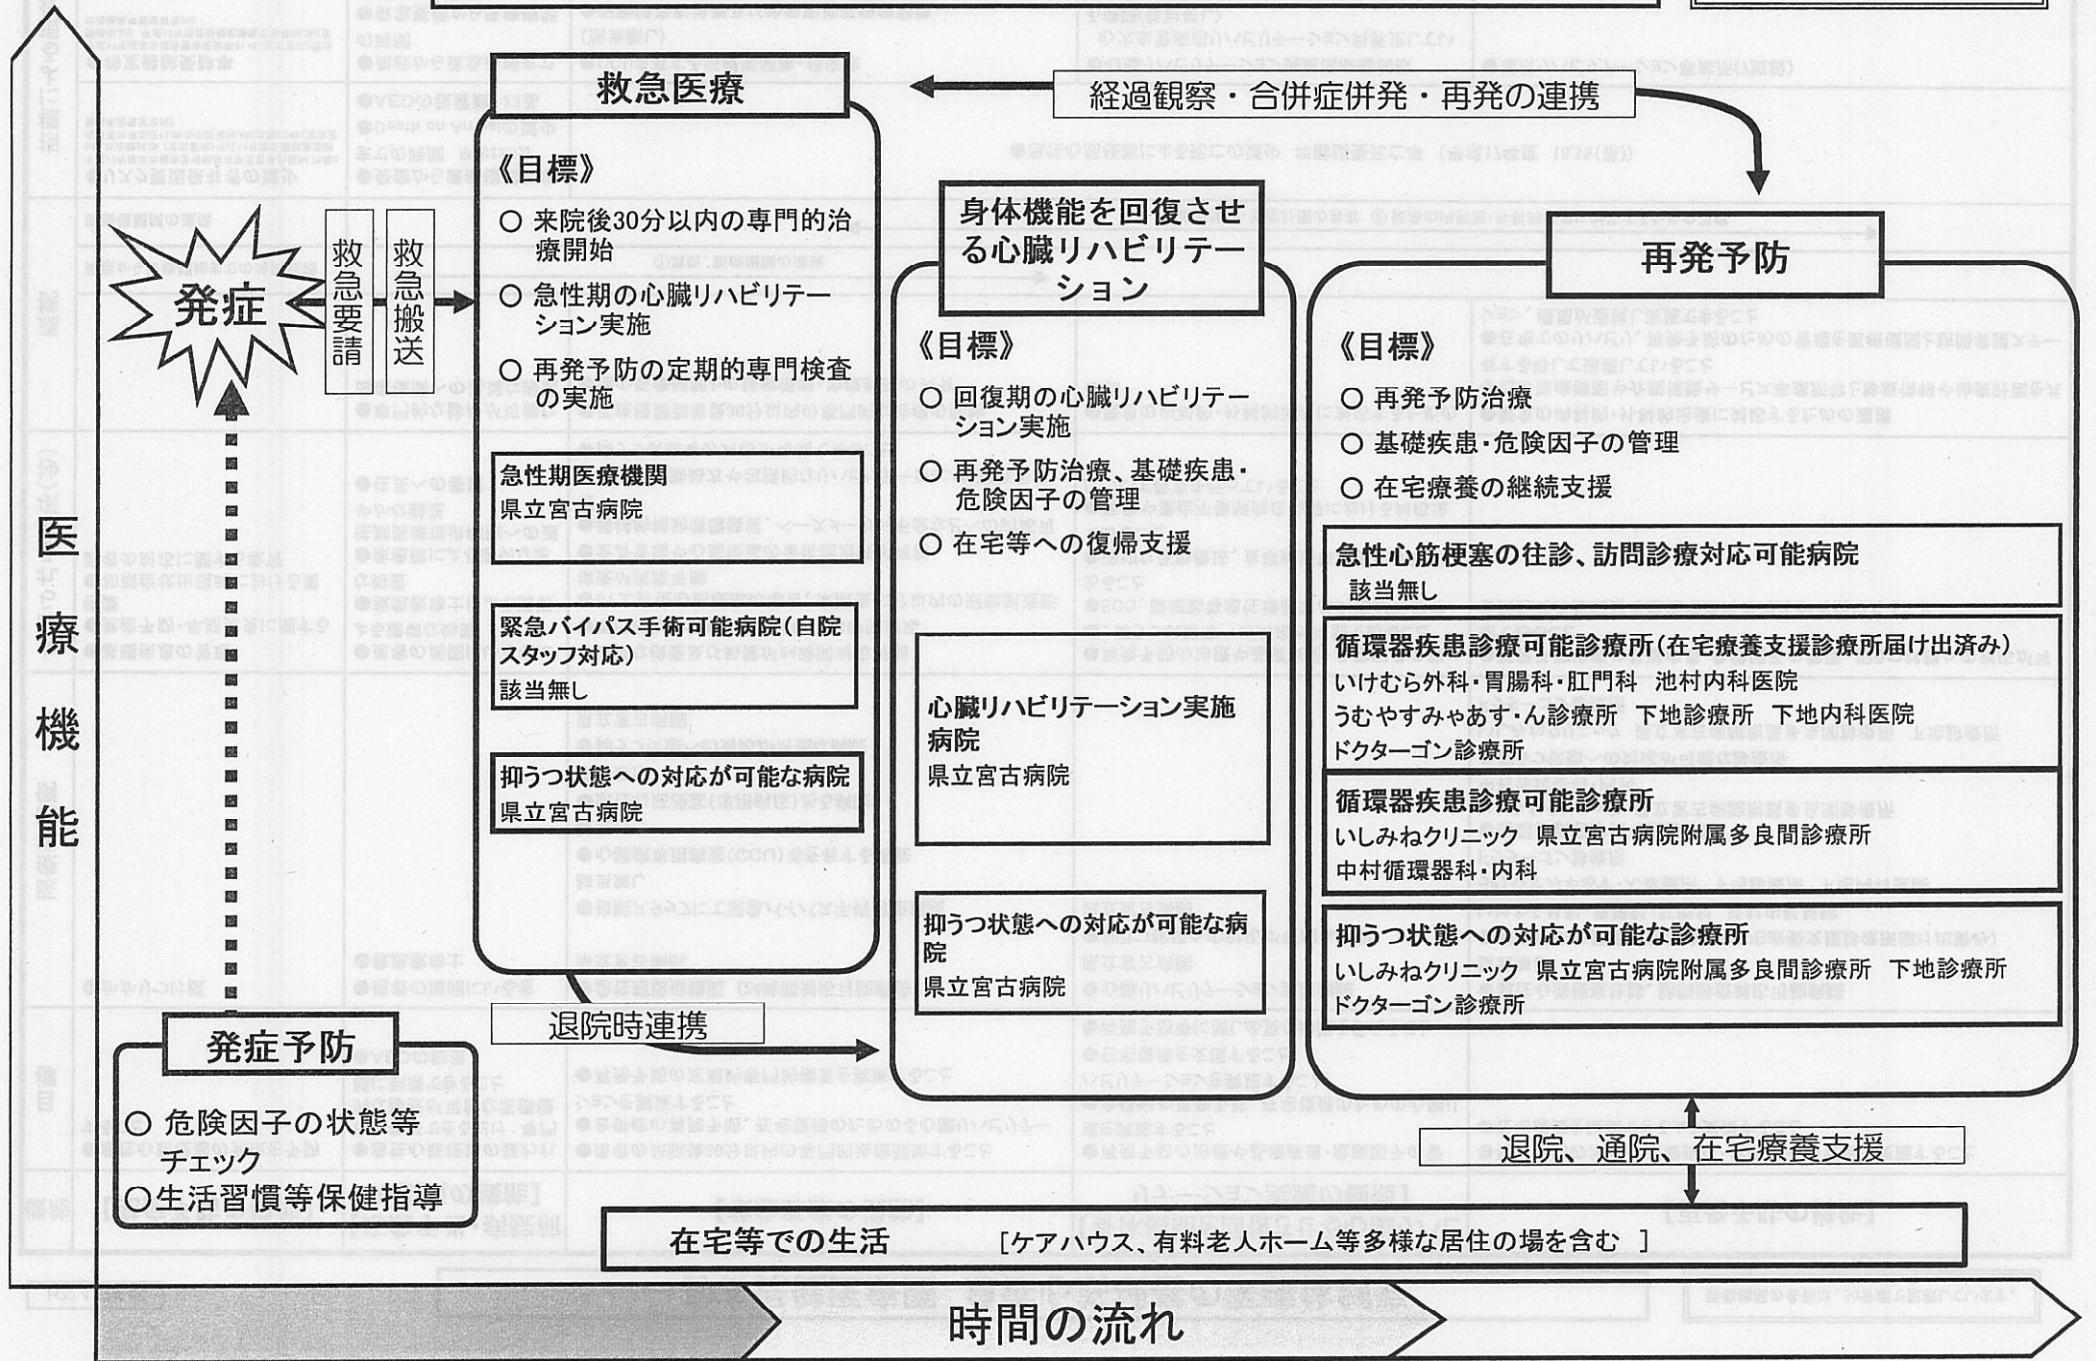 救急医療
経過観察・合併症併発・再発の連携
《目標》
○ 来院後30分以内の専門的治
療開始
○ 急性期の心臓リハビリテー
ション実施
○ 再発予防の定期的専門検査
の実施
急性期医療機関
県立宮古病院
緊急バイパス手術可能病院(自院
スタッフ対応)
該当無し
抑うつ状態への対応が可能な病院
県立宮古病院
発症
救急要請
救急搬送
身体機能を回復させ
る心臓リハビリテー
ション
《目標》
○ 回復期の心臓リハビリテー
ション実施
○ 再発予防治療、基礎疾患・
危険因子の管理
○ 在宅等への復帰支援
心臓リハビリテーション実施
病院
県立宮古病院
抑うつ状態への対応が可能な病
院
県立宮古病院
再発予防
《目標》
○ 再発予防治療
○ 基礎疾患・危険因子の管理
○ 在宅療養の継続支援
急性心筋梗塞の往診、訪問診療対応可能病院
該当無し
循環器疾患診療可能診療所(在宅療養支援診療所届け出済み)
いけむら外科・胃腸科・肛門科 池村内科医院
うむやすみゃあす・ん診療所 下地診療所 下地内科医院
ドクターゴン診療所
循環器疾患診療可能診療所
いしみねクリニック 県立宮古病院附属多良間診療所
中村循環器科・内科
抑うつ状態への対応が可能な診療所
いしみねクリニック 県立宮古病院附属多良間診療所 下地診療所
ドクターゴン診療所
医療機能
退院時連携
発症予防
○ 危険因子の状態等
チェック
○生活習慣等保健指導
退院、通院、在宅療養支援
在宅等での生活 [ケアハウス、有料老人ホーム等多様な居住の場を含む ]
時間の流れ